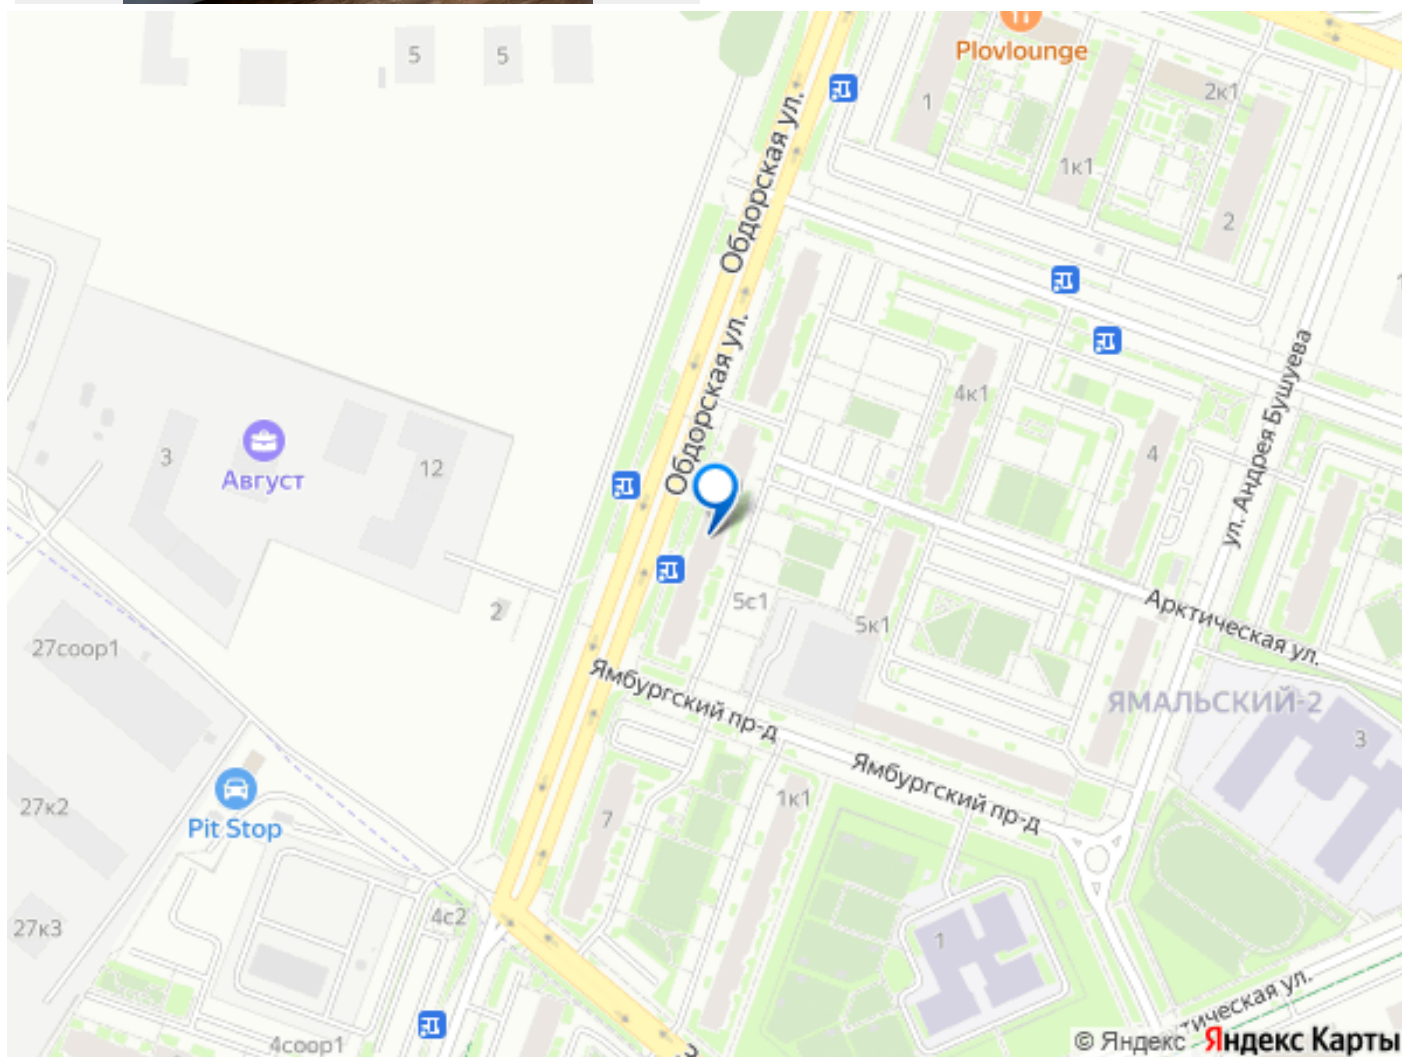 5
5
Plovlounge
2к1
1
1к1
2
Обдорская ул.
Обдорская ул.
4к1
4
ул. Андрея Бушуева
3
Август
12
2
5с1
5к1
Арктическая ул.
27соор1
Ямбургский пр-д
ЯМАЛЬСКИЙ-2
3
Ямбургский пр-д
27к2
Pit Stop
7
1к1
27к3
4с2
1
тическая ул.
4соор1
© Яндекс Яндекс Карты